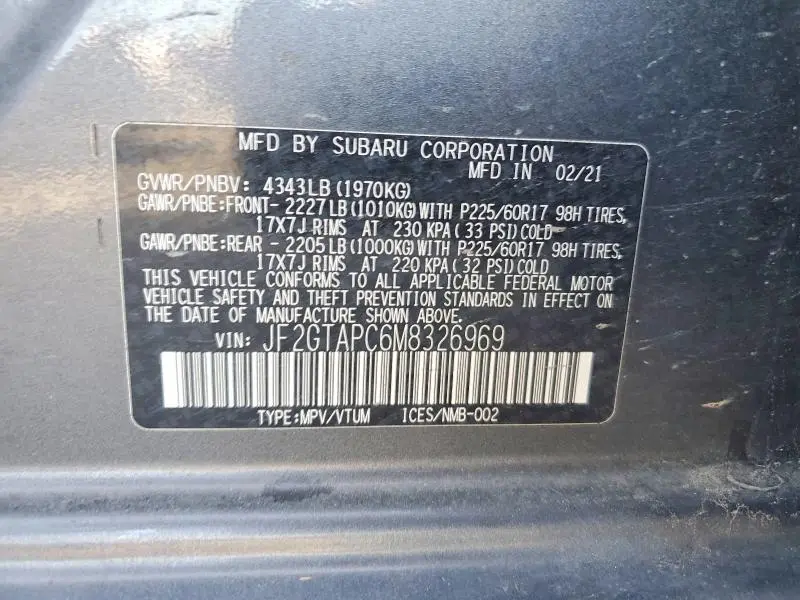 MFD BY SUBARU CORPORATION
MFD IN 02/21
GVWR/PNBV: 4343LB(1970KG)
GAWR/PNBE:FRONT- 2227LB(1010KG)WITH P225/60R17 98H TIRES,
17X7J RIMS AT 230 KPA(33 PSI)COLD
GAWR/PNBE:REAR - 2205LB(1000KG)WITH P225/60R17 98H TIRES,
17X7J RIMS AT 220 KPA(32 PSI)COLD
THIS VEHICLE CONFORMS TO ALL APPLICABLE FEDERAL MOTOR
VEHICLE SAFETY AND THEFT PREVENTION STANDARDS IN EFFECT ON
THE DATE OF MANUFACTURE SHOWN ABOVE.
VIN: JF2GTAPC6M8326969
TYPE:MPV/VTUM ICES/NMB-002